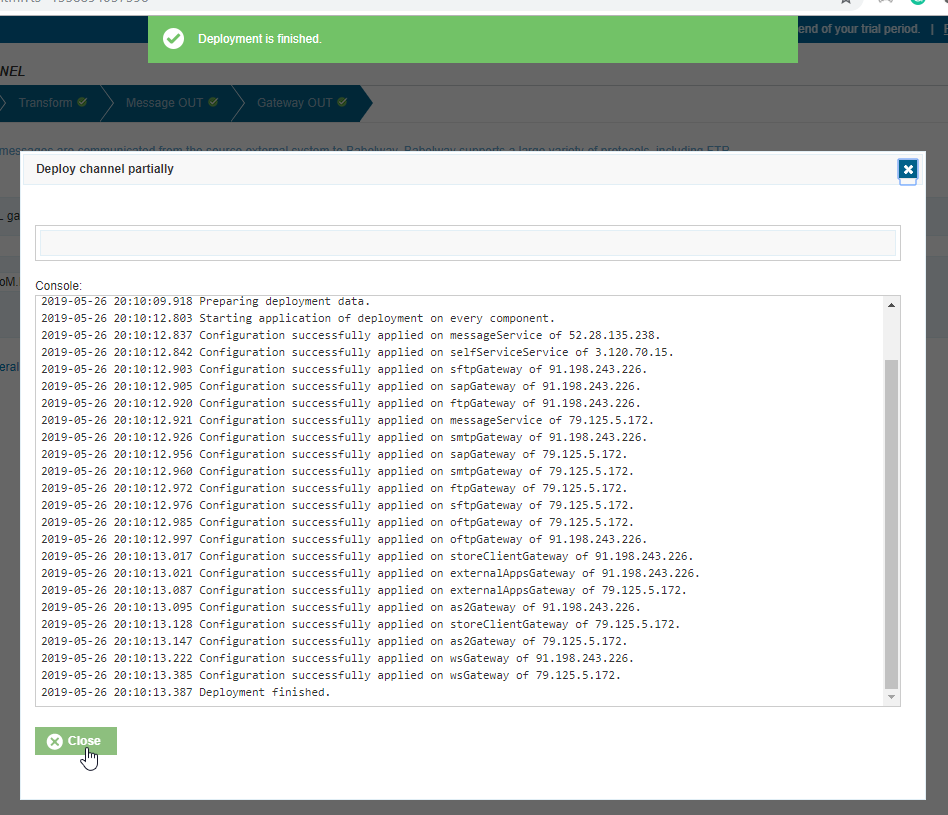 Deployment is finished.
end of your trial period. |
NEL
Transform
Message OUT
Gateway OUT
messages are communicated from the source external system to Babelway. Babelway supports a large variety of protocols, including FTP
Deploy channel partially
L ga
oM.
eral
Console:
2019-05-26 20:10:09.918 Preparing deployment data.
2019-05-26 20:10:12.803 Starting application of deployment on every component.
2019-05-26 20:10:12.837 Configuration successfully applied on messageService of 52.28.135.238.
2019-05-26 20:10:12.842 Configuration successfully applied on selfServiceService of 3.120.70.15.
2019-05-26 20:10:12.903 Configuration successfully applied on sftpGateway of 91.198.243.226.
2019-05-26 20:10:12.905 Configuration successfully applied on sapGateway of 91.198.243.226.
2019-05-26 20:10:12.920 Configuration successfully applied on ftpGateway of 91.198.243.226.
2019-05-26 20:10:12.921 Configuration successfully applied on messageService of 79.125.5.172.
2019-05-26 20:10:12.926 Configuration successfully applied on smtpGateway of 91.198.243.226.
2019-05-26 20:10:12.956 Configuration successfully applied on sapGateway of 79.125.5.172.
2019-05-26 20:10:12.960 Configuration successfully applied on smtpGateway of 79.125.5.172.
2019-05-26 20:10:12.972 Configuration successfully applied on ftpGateway of 79.125.5.172.
2019-05-26 20:10:12.976 Configuration successfully applied on sftpGateway of 79.125.5.172.
2019-05-26 20:10:12.985 Configuration successfully applied on oftpGateway of 79.125.5.172.
2019-05-26 20:10:12.997 Configuration successfully applied on oftpGateway of 91.198.243.226.
2019-05-26 20:10:13.017 Configuration successfully applied on storeClientGateway of 91.198.243.226.
2019-05-26 20:10:13.021 Configuration successfully applied on externalAppsGateway of 91.198.243.226.
2019-05-26 20:10:13.087 Configuration successfully applied on externalAppsGateway of 79.125.5.172.
2019-05-26 20:10:13.095 Configuration successfully applied on as2Gateway of 91.198.243.226.
2019-05-26 20:10:13.128 Configuration successfully applied on storeClientGateway of 79.125.5.172.
2019-05-26 20:10:13.147 Configuration successfully applied on as2Gateway of 79.125.5.172.
2019-05-26 20:10:13.222 Configuration successfully applied on wsGateway of 91.198.243.226.
2019-05-26 20:10:13.385 Configuration successfully applied on wsGateway of 79.125.5.172.
2019-05-26 20:10:13.387 Deployment finished.
Close